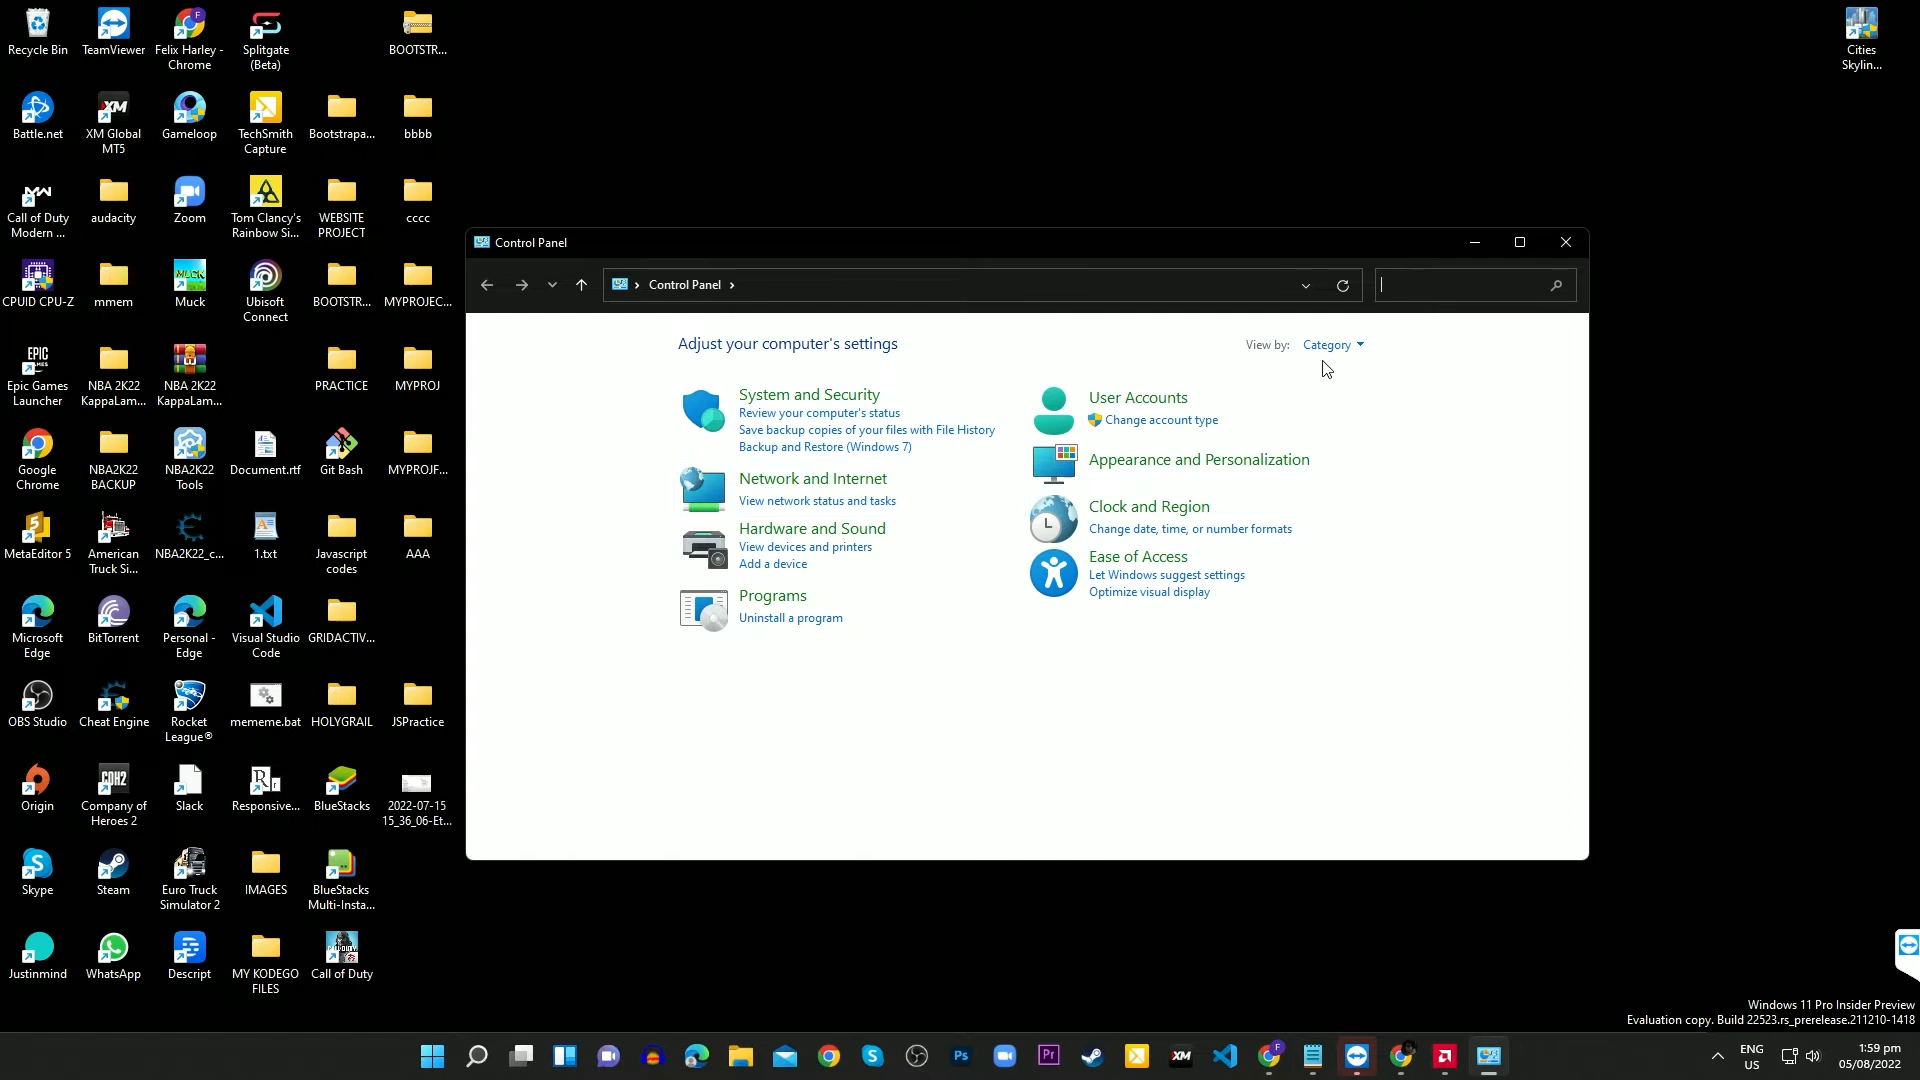 Recycle Bin
TeamViewer
Felix Harley -
Chrome
Splitgate
(Beta)
BOOTSTR...
Cities
Skylin...
Battle.net
XM Global
MT5
Gameloop
TechSmith
Capture
Bootstrapa...
bbbb
Call of Duty
Modern ...
audacity
Zoom
Tom Clancy's
Rainbow Si...
WEBSITE
PROJECT
cccc
CPUID CPU-Z
mmem
Muck
Ubisoft
Connect
BOOTSTR...
MYPROJEC...
Epic Games
Launcher
NBA 2K22
KappaLam...
NBA 2K22
KappaLam...
PRACTICE
MYPROJ
Google
Chrome
NBA2K22
BACKUP
NBA2K22
Tools
Document.rtf
Git Bash
MYPROJF...
MetaEditor 5
American
Truck Si...
NBA2K22_c...
1.txt
Javascript
codes
AAA
Microsoft
Edge
BitTorrent
Personal -
Edge
Visual Studio
Code
GRIDACTIV...
OBS Studio
Cheat Engine
Rocket
League®
mememe.bat
HOLYGRAIL
JSPractice
Origin
Company of
Heroes 2
Slack
Responsive...
BlueStacks
2022-07-15
15_36_06-Et...
Skype
Steam
Euro Truck
Simulator 2
IMAGES
BlueStacks
Multi-Insta...
Justinmind
WhatsApp
Descript
MY KODEGO
FILES
Call of Duty
Control Panel
Control Panel
Adjust your computer's settings
View by: Category
System and Security
Review your computer's status
Save backup copies of your files with File History
Backup and Restore (Windows 7)
Network and Internet
View network status and tasks
Hardware and Sound
View devices and printers
Add a device
Programs
Uninstall a program
User Accounts
Change account type
Appearance and Personalization
Clock and Region
Change date, time, or number formats
Ease of Access
Let Windows suggest settings
Optimize visual display
Windows 11 Pro Insider Preview
Evaluation copy. Build 22523.rs_prerelease.211210-1418
ENG
US
1:59 pm
05/08/2022